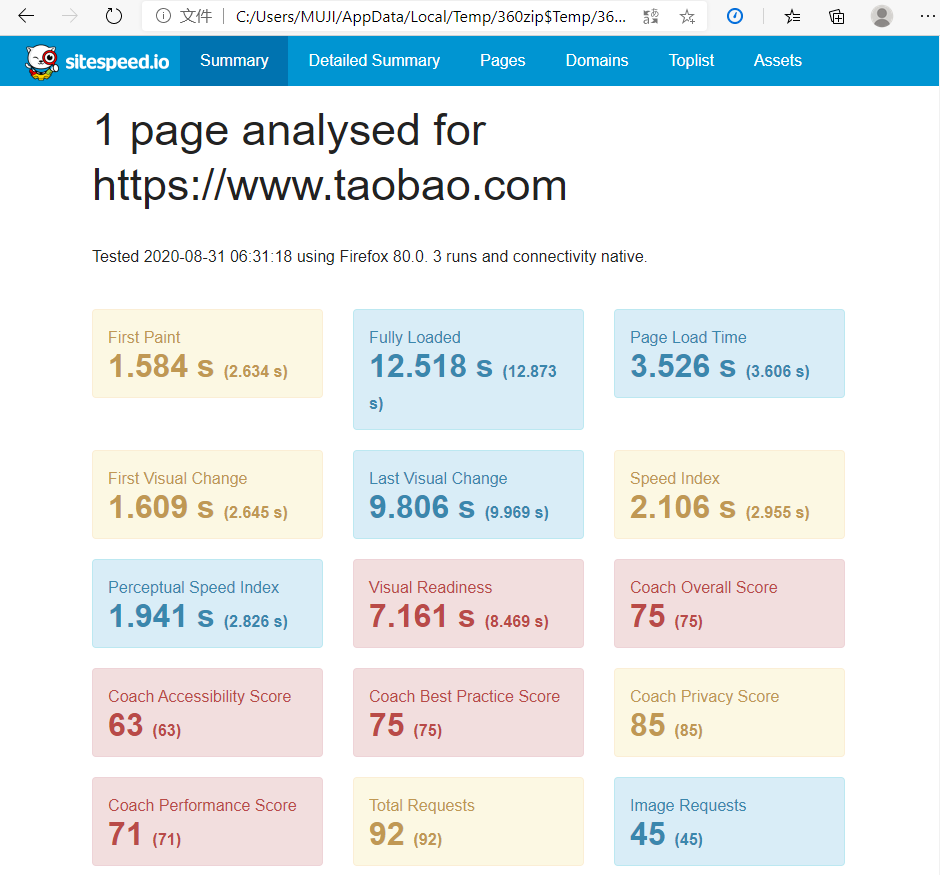 文件 C:/Users/MUJI/AppData/Local/Temp/360zip$Temp/36...
sitespeed.io Summary Detailed Summary Pages Domains Toplist Assets
1 page analysed for
https://www.taobao.com
Tested 2020-08-31 06:31:18 using Firefox 80.0. 3 runs and connectivity native.
First Paint
1.584 s (2.634 s)
Fully Loaded
12.518 s (12.873
s)
Page Load Time
3.526 s (3.606 s)
First Visual Change
1.609 s (2.645 s)
Last Visual Change
9.806 s (9.969 s)
Speed Index
2.106 s (2.955 s)
Perceptual Speed Index
1.941 s (2.826 s)
Visual Readiness
7.161 s (8.469 s)
Coach Overall Score
75 (75)
Coach Accessibility Score
63 (63)
Coach Best Practice Score
75 (75)
Coach Privacy Score
85 (85)
Coach Performance Score
71 (71)
Total Requests
92 (92)
Image Requests
45 (45)